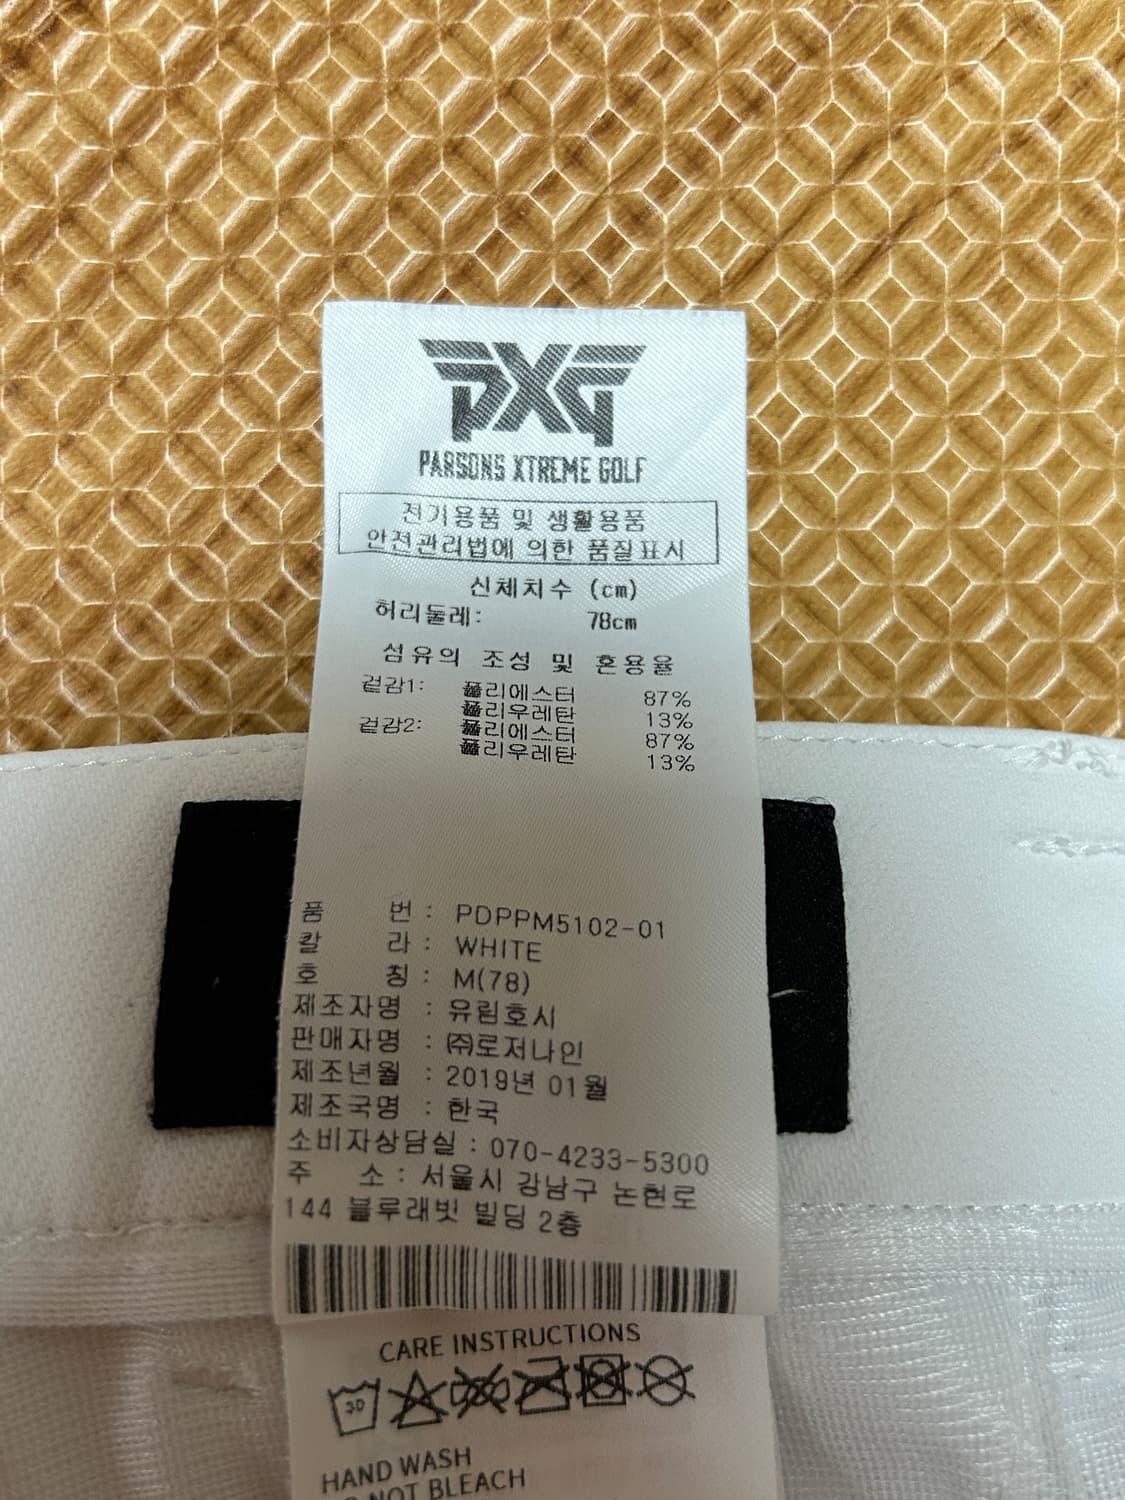 PXG
PARSONS XTREME GOLF
전기용품 및 생활용품
안전관리법에 의한 품질표시
신체치수 (cm)
허리둘레: 78cm
섬유의 조성 및 혼용율
겉감1: 폴리에스터 87%
폴리우레탄 13%
겉감2: 폴리에스터 87%
폴리우레탄 13%
품 번 : PDPPM5102-01
칼 라 : WHITE
호 칭 : M(78)
제조자명 : 유림호시
판매자명 : ㈜로저나인
제조년월 : 2019년 01월
제조국명 : 한국
소비자상담실 : 070-4233-5300
주 소 : 서울시 강남구 논현로
144 블루래빗 빌딩 2층
CARE INSTRUCTIONS
30
HAND WASH
NOT BLEACH